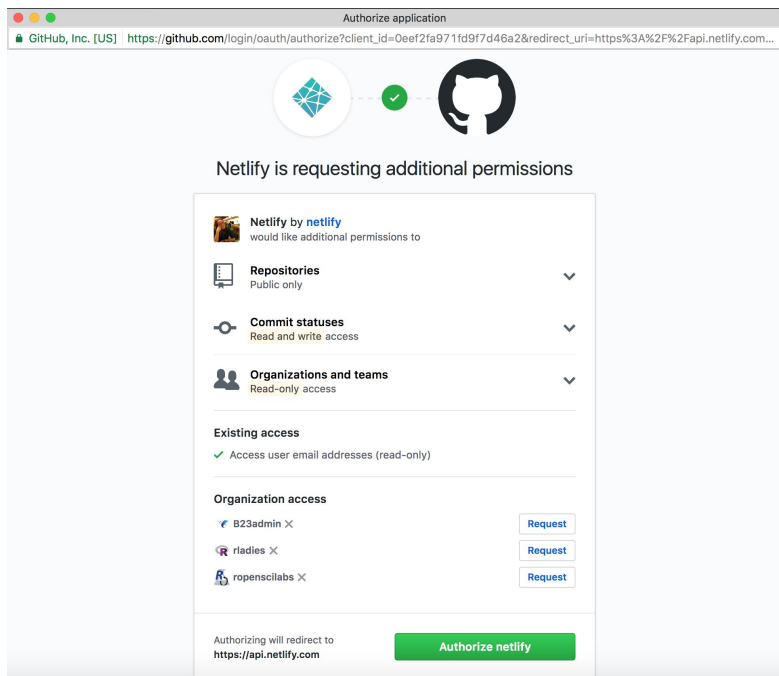 Authorize application
GitHub, Inc. [US] https://github.com/login/oauth/authorize?client_id=0eef2fa971fd9f7d46a2&redirect_uri=https%3A%2F%2Fapi.netlify.com...
Netlify is requesting additional permissions
Netlify by netlify
would like additional permissions to
Repositories
Public only
Commit statuses
Read and write access
Organizations and teams
Read-only access
Existing access
Access user email addresses (read-only)
Organization access
B23admin Request
rladies Request
ropenscilabs Request
Authorizing will redirect to
https://api.netlify.com
Authorize netlify